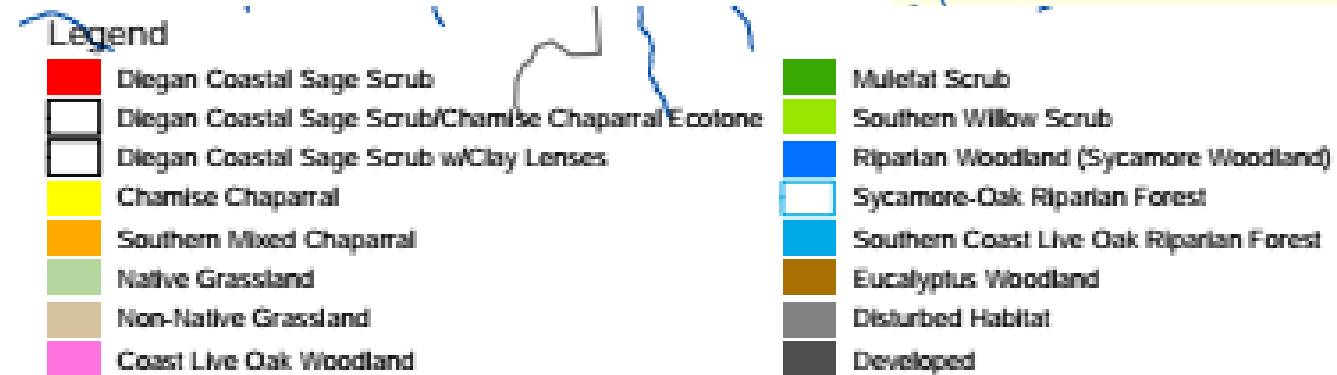 Legend
Diegan Coastal Sage Scrub
Diegan Coastal Sage Scrub/Chamise Chaparral Ecotone
Diegan Coastal Sage Scrub w/Clay Lenses
Chamise Chaparral
Southern Mixed Chaparral
Native Grassland
Non-Native Grassland
Coast Live Oak Woodland
Mulefat Scrub
Southern Willow Scrub
Riparian Woodland (Sycamore Woodland)
Sycamore-Oak Riparian Forest
Southern Coast Live Oak Riparian Forest
Eucalyptus Woodland
Disturbed Habitat
Developed